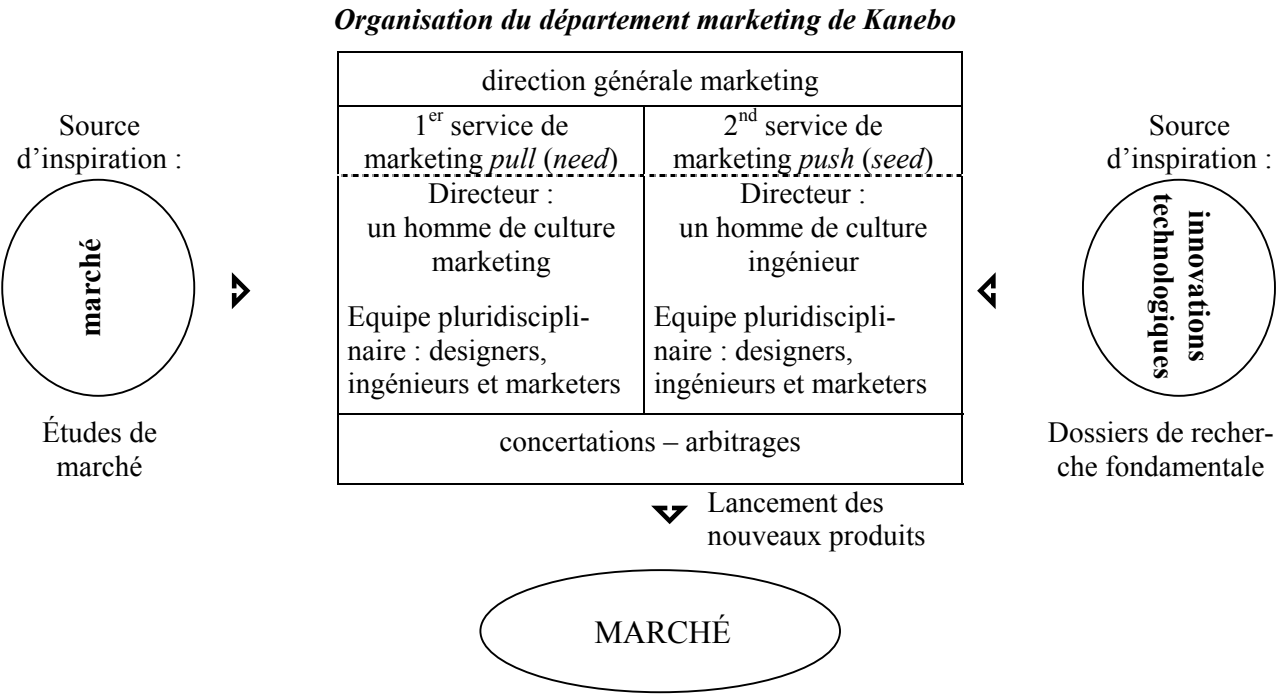 Organisation du département marketing de Kanebo
direction générale marketing
Source
d’inspiration :
marché
Études de
marché
1er service de
marketing pull (need)
Directeur :
un homme de culture
marketing
Equipe pluridiscipli-
naire : designers,
ingénieurs et marketers
2nd service de
marketing push (seed)
Directeur :
un homme de culture
ingénieur
Equipe pluridiscipli-
naire : designers,
ingénieurs et marketers
Source
d’inspiration :
innovations
technologiques
Dossiers de recher-
che fondamentale
concertations – arbitrages
Lancement des
nouveaux produits
MARCHÉ